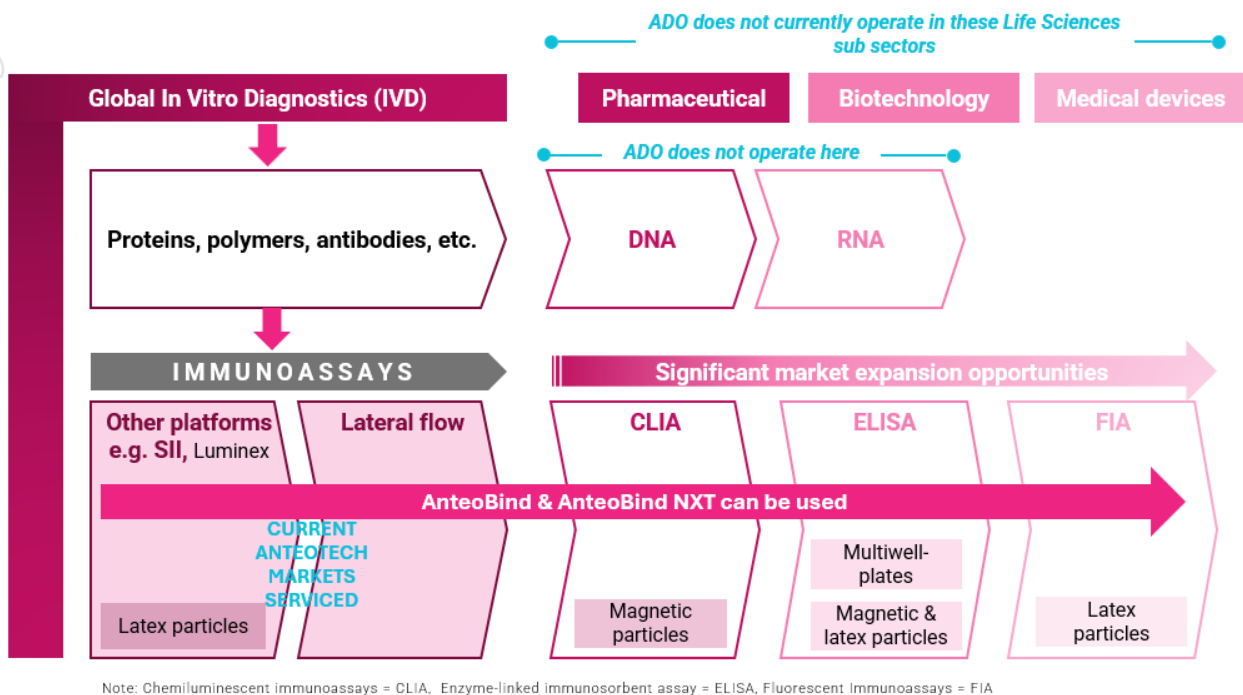 ADO does not currently operate in these Life Sciences
sub sectors
Global In Vitro Diagnostics (IVD)
Pharmaceutical
Biotechnology
Medical devices
ADO does not operate here
Proteins, polymers, antibodies, etc.
DNA
RNA
IMMUNOASSAYS
Significant market expansion opportunities
Other platforms
e.g. SII, Luminex
Lateral flow
CLIA
ELISA
FIA
AnteoBind & AnteoBind NXT can be used
CURRENT
ANTEOTECH
MARKETS
SERVICED
Latex particles
Magnetic
particles
Multiwell-
plates
Magnetic &
latex particles
Latex
particles
Note: Chemiluminescent immunoassays = CLIA, Enzyme-linked immunosorbent assay = ELISA, Fluorescent Immunoassays = FIA